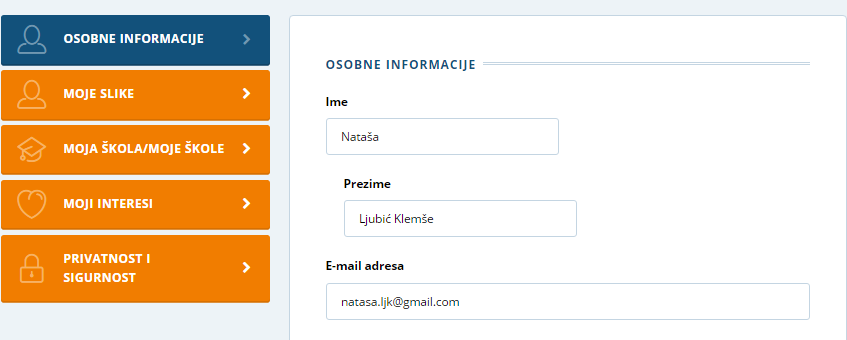 OSOBNE INFORMACIJE
MOJE SLIKE
MOJA ŠKOLA/MOJE ŠKOLE
MOJI INTERESI
PRIVATNOST I
SIGURNOST
OSOBNE INFORMACIJE
Ime
Nataša
Prezime
Ljubić Klemše
E-mail adresa
natasa.ljk@gmail.com